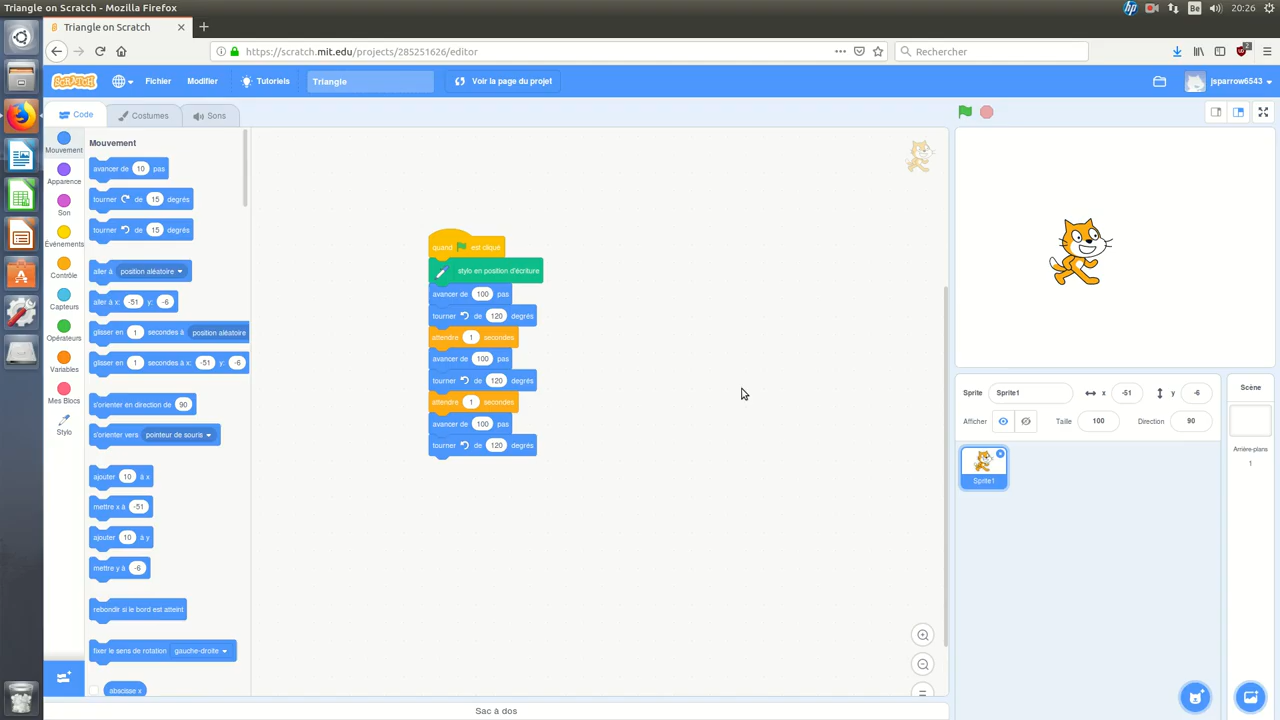 Triangle on Scratch - Mozilla Firefox
Be
20:26
Triangle on Scratch
https://scratch.mit.edu/projects/285251626/editor
Rechercher
SCRATCH
Fichier
Modifier
Tutoriels
Triangle
Voir la page du projet
jsparrow6543
Code
Costumes
Sons
Mouvement
Apparence
Son
Événements
Contrôle
Capteurs
Opérateurs
Variables
Mes Blocs
Stylo
Mouvement
avancer de 10 pas
tourner de 15 degrés
tourner de 15 degrés
aller à position aléatoire
aller à x: -51 y: -6
glisser en 1 secondes à position aléatoire
glisser en 1 secondes à x: -51 y: -6
s'orienter en direction de 90
s'orienter vers pointeur de souris
ajouter 10 à x
mettre x à -51
ajouter 10 à y
mettre y à -6
rebondir si le bord est atteint
fixer le sens de rotation gauche-droite
abscisse x
quand est cliqué
stylo en position d'écriture
avancer de 100 pas
tourner de 120 degrés
attendre 1 secondes
avancer de 100 pas
tourner de 120 degrés
attendre 1 secondes
avancer de 100 pas
tourner de 120 degrés
Sprite
Sprite1
x -51
y -6
Afficher
Taille 100
Direction 90
Sprite1
Scène
Arrière-plans
1
Sac à dos